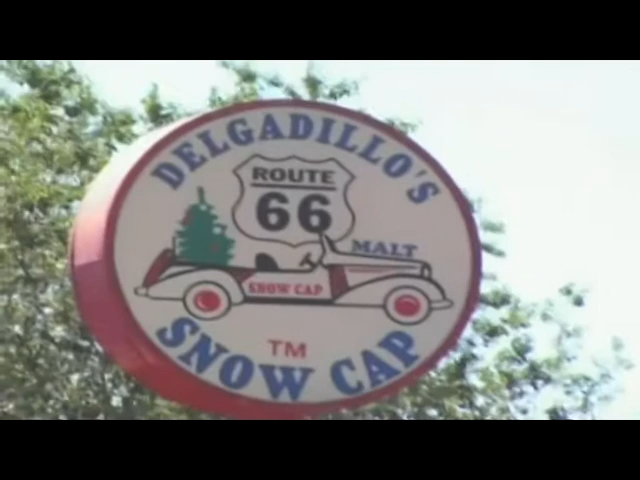 DELGADILLO'S
ROUTE
66
MALT
SNOW CAP
TM
SNOW CAP